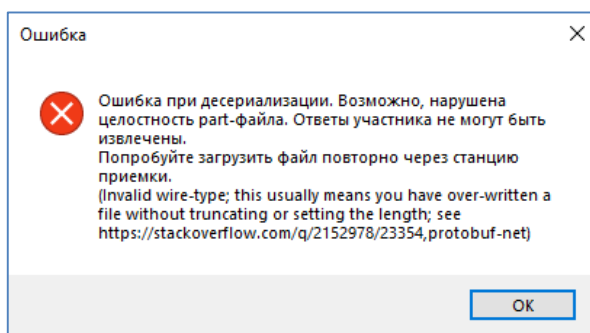 Ошибка
Ошибка при десериализации. Возможно, нарушена
целостность part-файла. Ответы участника не могут быть
извлечены.
Попробуйте загрузить файл повторно через станцию
приемки.
(Invalid wire-type; this usually means you have over-written a
file without truncating or setting the length; see
https://stackoverflow.com/q/2152978/23354,protobuf-net)
OK